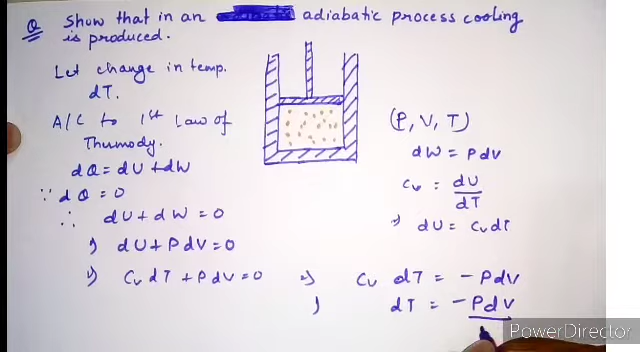 Q Show that in an adiabatic process cooling
is produced.
Let change in temp.
dT.
A/C to 1st Law of
Thermody.
dQ = dU + dW
∵ dQ = 0
∴ dU + dW = 0
⇒ dU + PdV = 0
⇒ Cv dT + PdV = 0
(P, V, T)
dW = PdV
Cv = dU
dT
⇒ dU = Cv dT
⇒ Cv dT = -PdV
⇒ dT = -PdV
PowerDirector